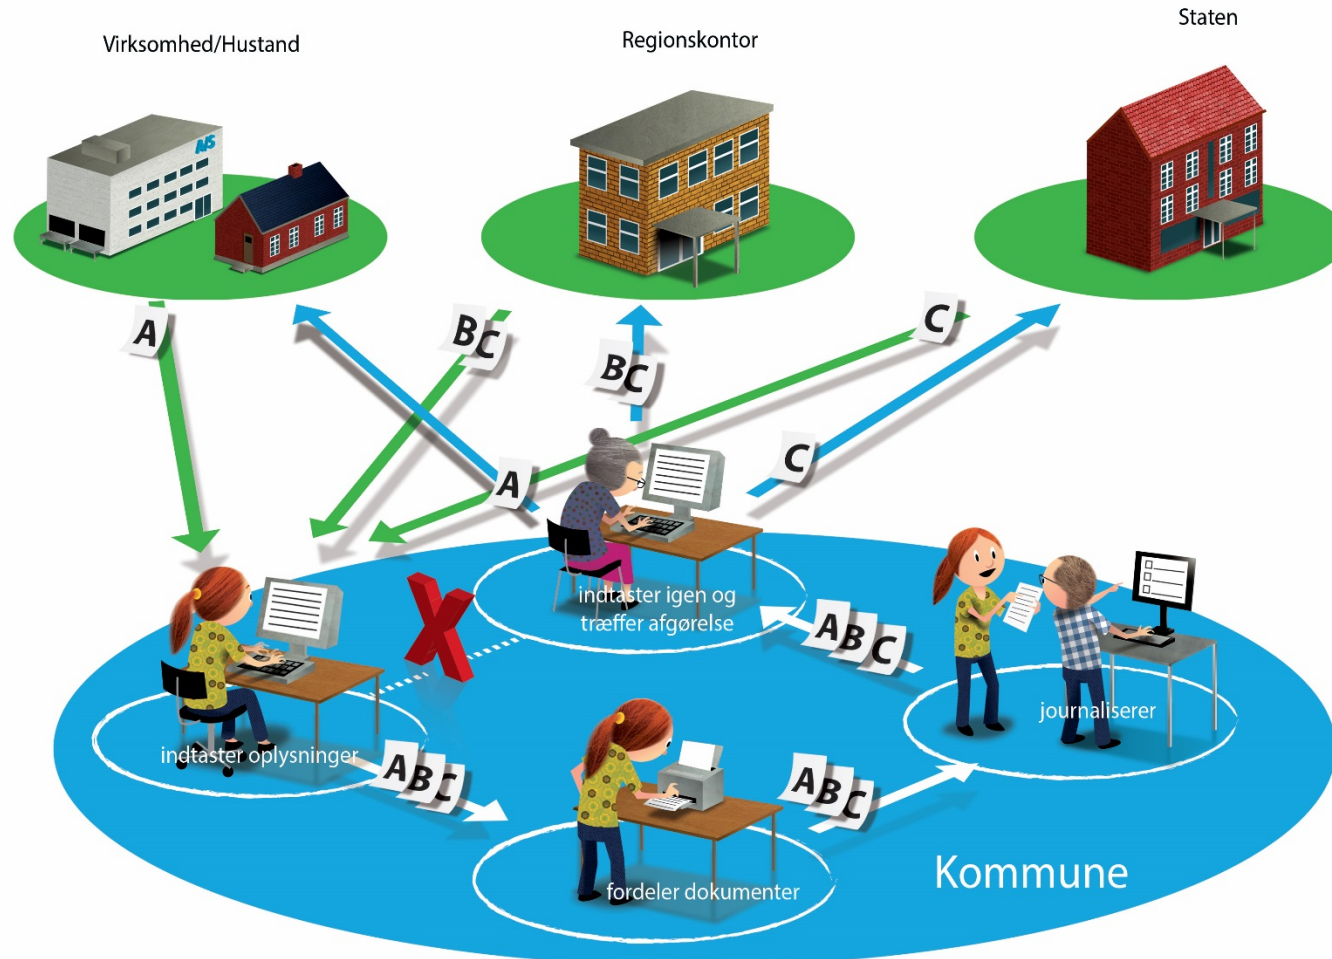 Virksomhed/Hustand
Regionskontor
Staten
A/S
A
BC
BC
C
A
C
X
indtaster igen og
træffer afgørelse
ABC
journaliserer
indtaster oplysninger
ABC
ABC
Kommune
fordeler dokumenter